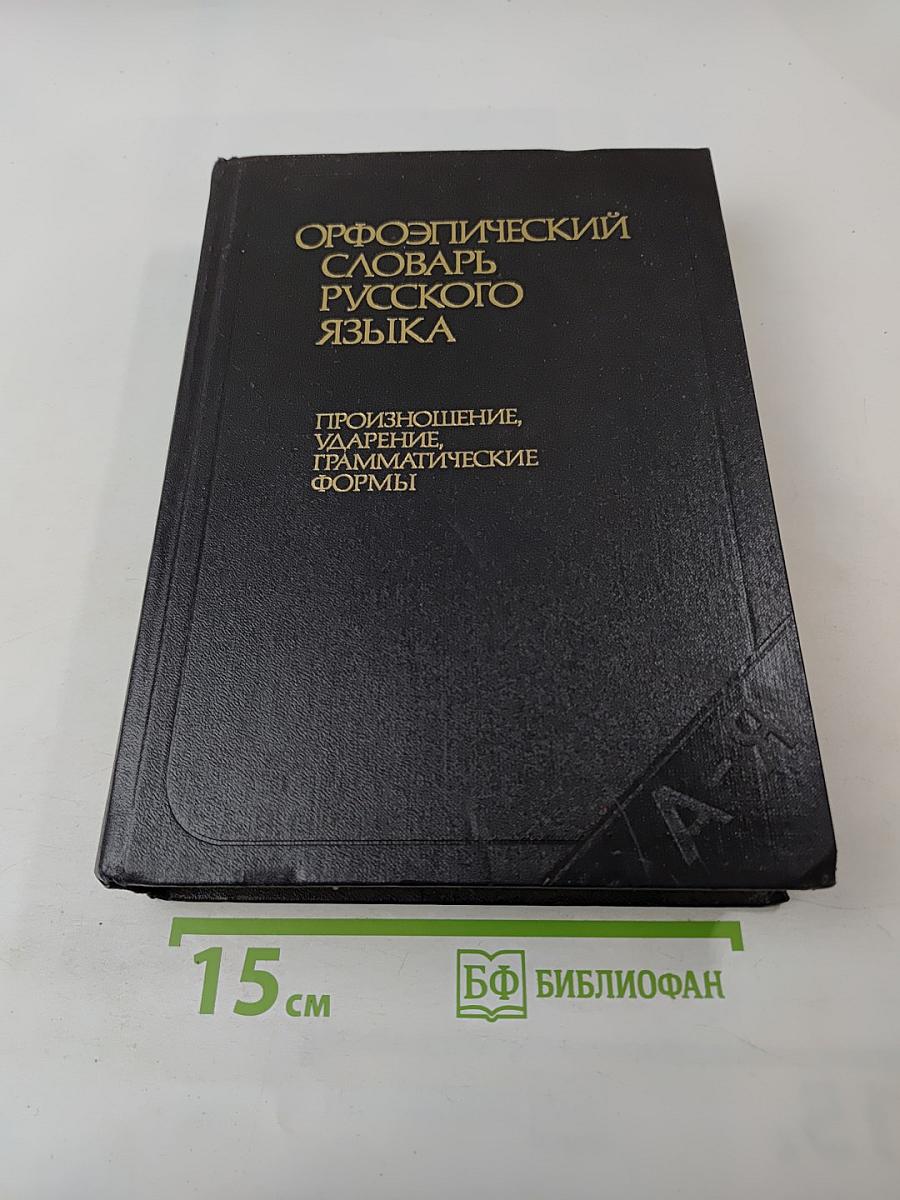 ОРФОЭПИЧЕСКИЙ
СЛОВАРЬ
РУССКОГО
ЯЗЫКА
ПРОИЗНОШЕНИЕ,
УДАРЕНИЕ,
ГРАММАТИЧЕСКИЕ
ФОРМЫ
А-Я
15 см
БФ БИБЛИОФАН